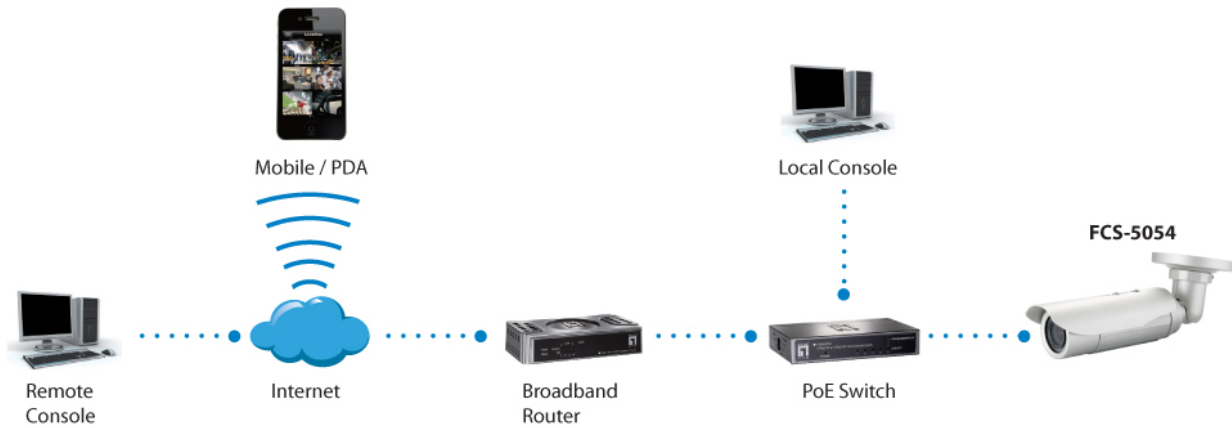 Mobile / PDA
Local Console
FCS-5054
Remote
Console
Internet
Broadband
Router
PoE Switch